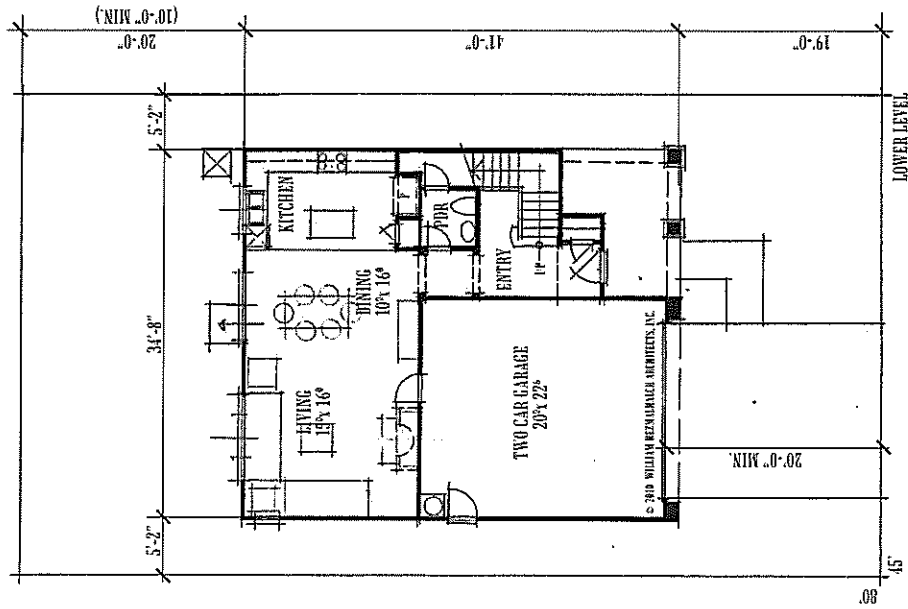 20'-0"
(10'-0" MIN.)
41'-0"
19'-0"
5'-2"
34'-8"
5'-2"
KITCHEN
DINING
10⁰x 16⁰
LIVING
15⁰x 16⁰
F
PDR
ENTRY
UP
TWO CAR GARAGE
20⁰x 22⁶
© 2010 WILLIAM HEZMALHALCH ARCHITECTS, INC.
20'-0" MIN.
LOWER LEVEL
45'
80'